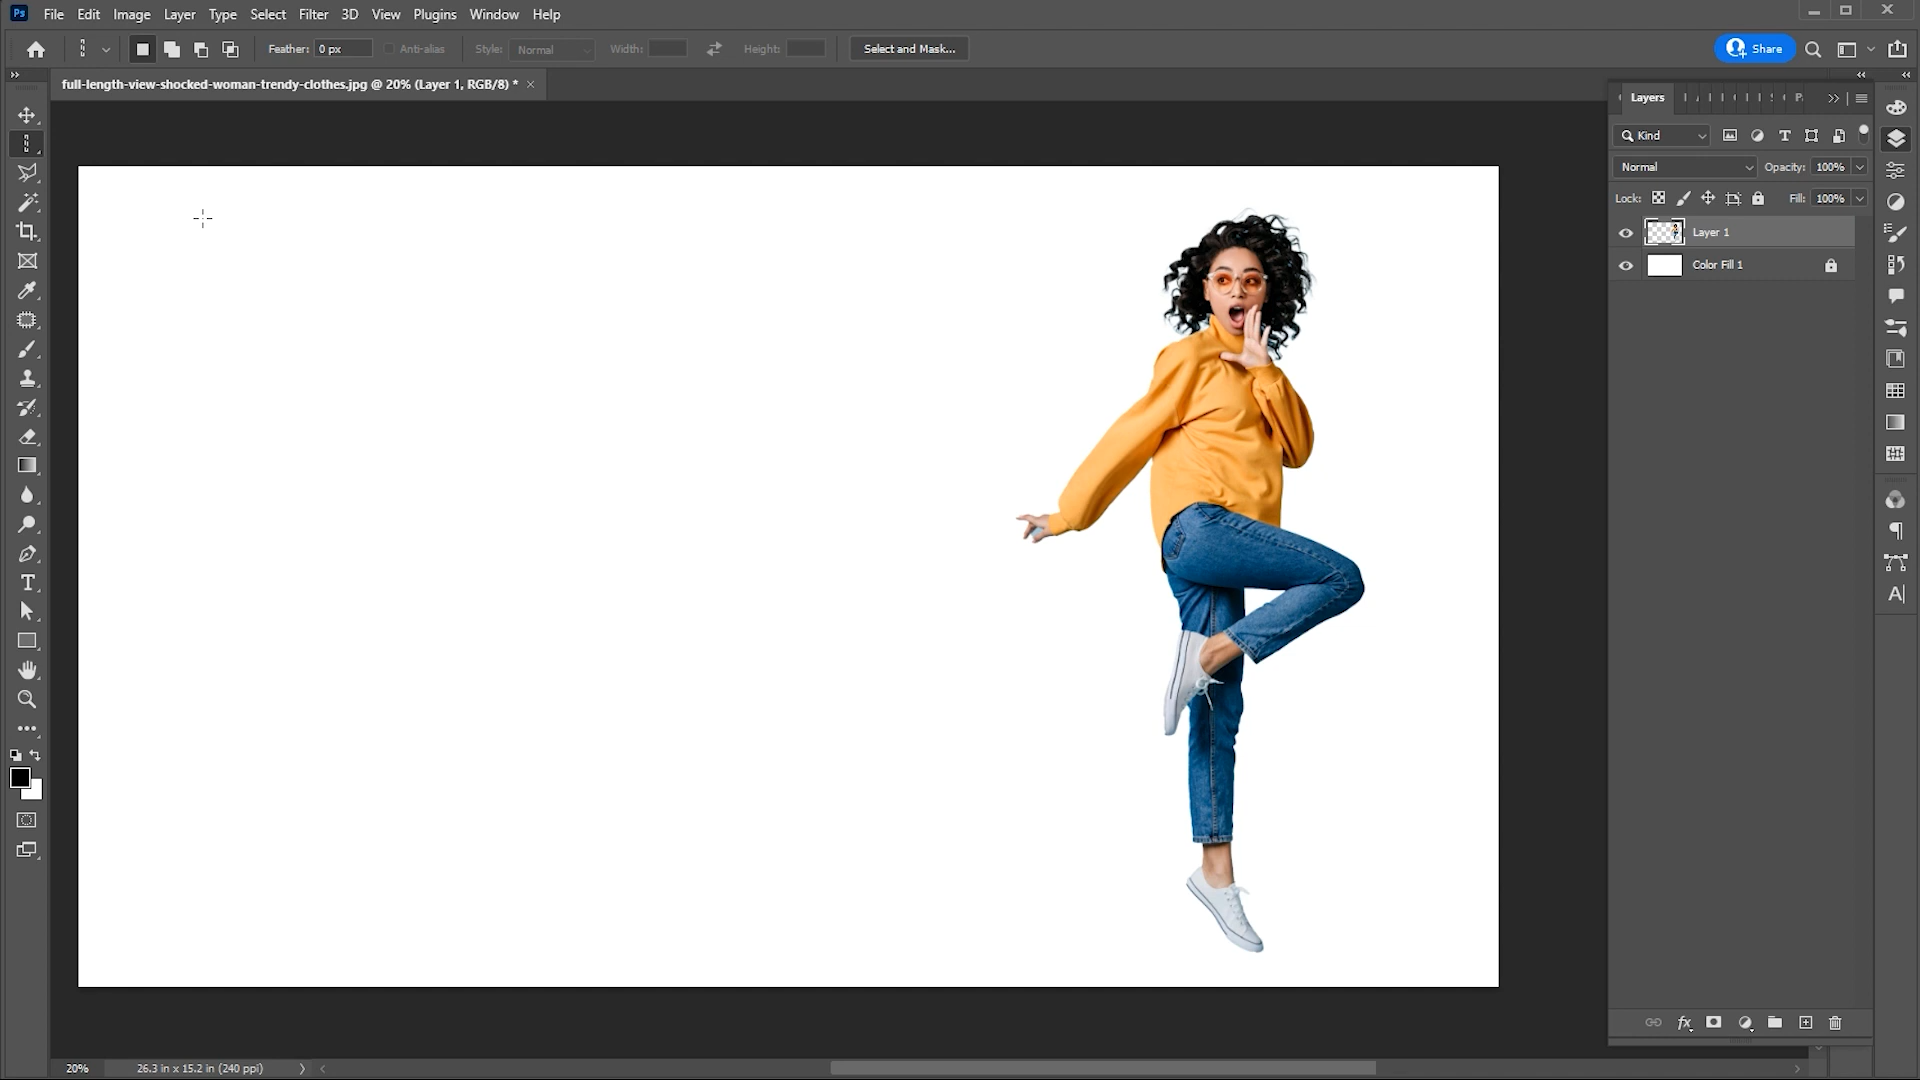 Ps File Edit Image Layer Type Select Filter 3D View Plugins Window Help
Feather: 0 px Anti-alias Style: Normal Width: Height: Select and Mask... Share
full-length-view-shocked-woman-trendy-clothes.jpg @ 20% (Layer 1, RGB/8) *
Layers
Kind
Normal Opacity: 100%
Lock: Fill: 100%
Layer 1
Color Fill 1
fx
20% 26.3 in x 15.2 in (240 ppi)